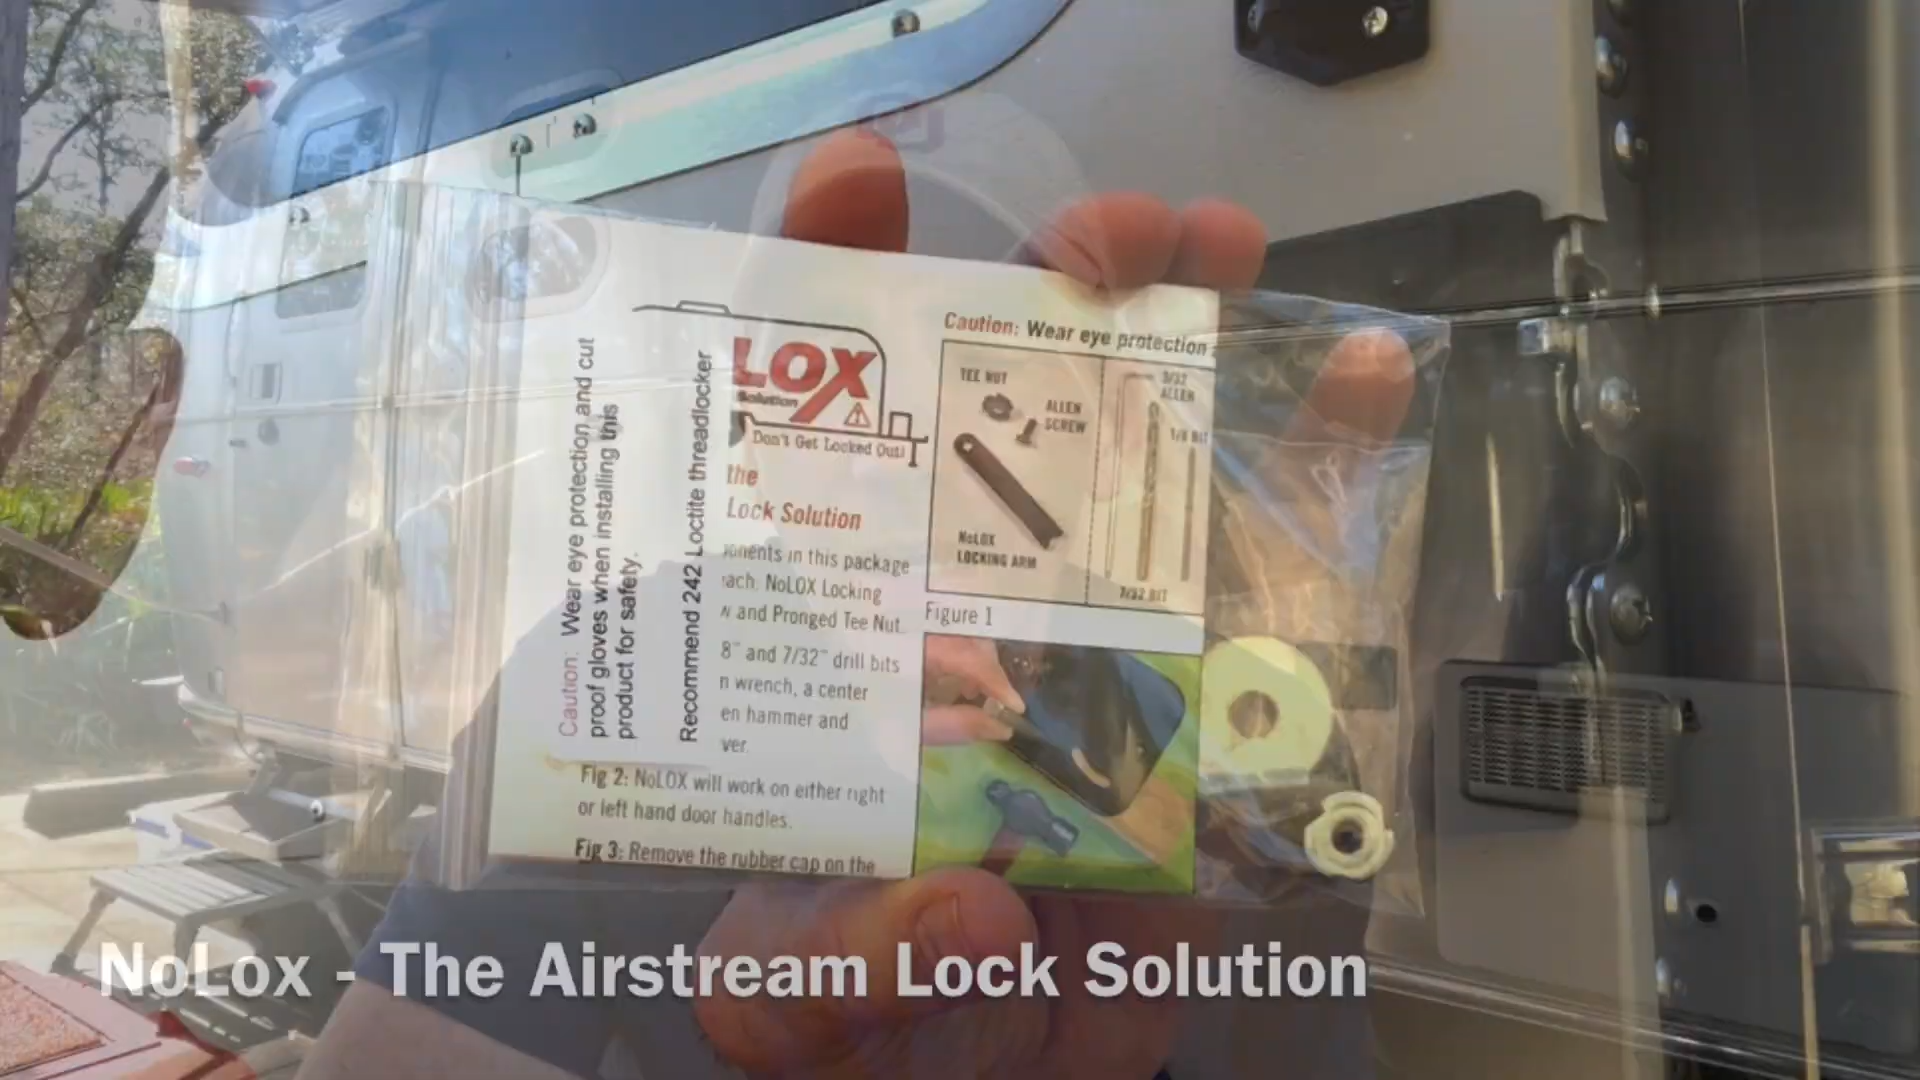 Caution: Wear eye protection and cut
proof gloves when installing this
product for safety.
Recommend 242 Loctite threadlocker
LOX
Solution
Don't Get Locked Out!
the
Lock Solution
in this package
NoLOX Locking
and Pronged Tee Nut.
8" and 7/32" drill bits
wrench, a center
hammer and
Fig 2: NoLOX will work on either right
or left hand door handles.
Fig 3: Remove the rubber cap on the
Caution: Wear eye protection
TEE NUT
ALLEN
SCREW
NoLOX
LOCKING ARM
3/32
ALLEN
1/8 BIT
7/32 BIT
Figure 1
NoLox - The Airstream Lock Solution